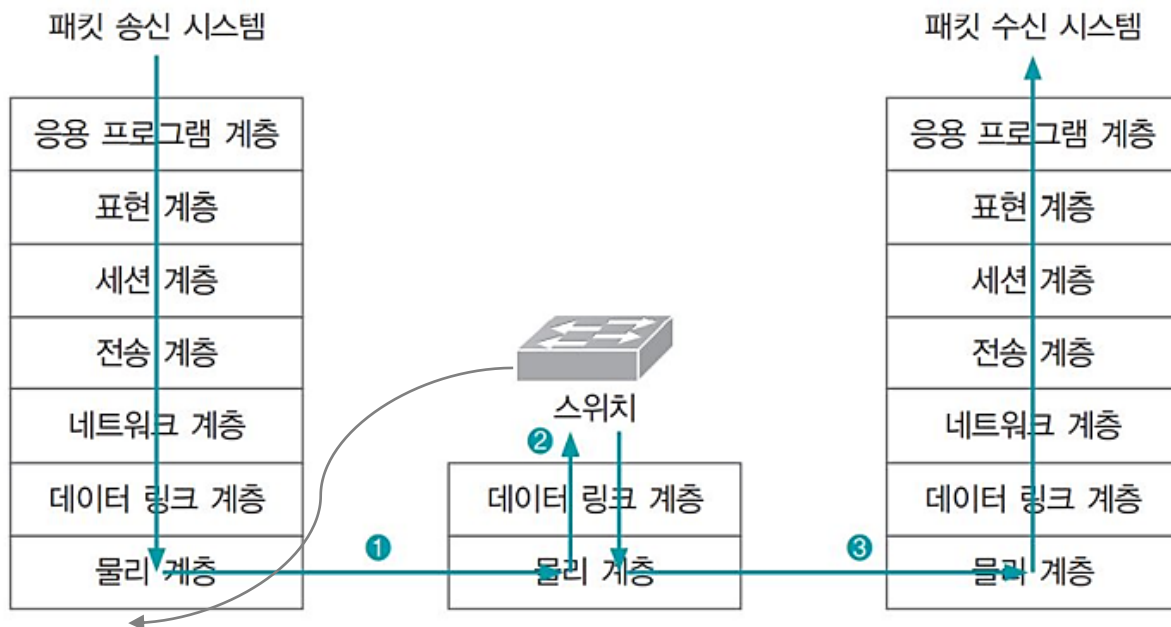 패킷 송신 시스템
응용 프로그램 계층
표현 계층
세션 계층
전송 계층
네트워크 계층
데이터 링크 계층
물리 계층
❶
스위치
❷
데이터 링크 계층
물리 계층
❸
패킷 수신 시스템
응용 프로그램 계층
표현 계층
세션 계층
전송 계층
네트워크 계층
데이터 링크 계층
물리 계층